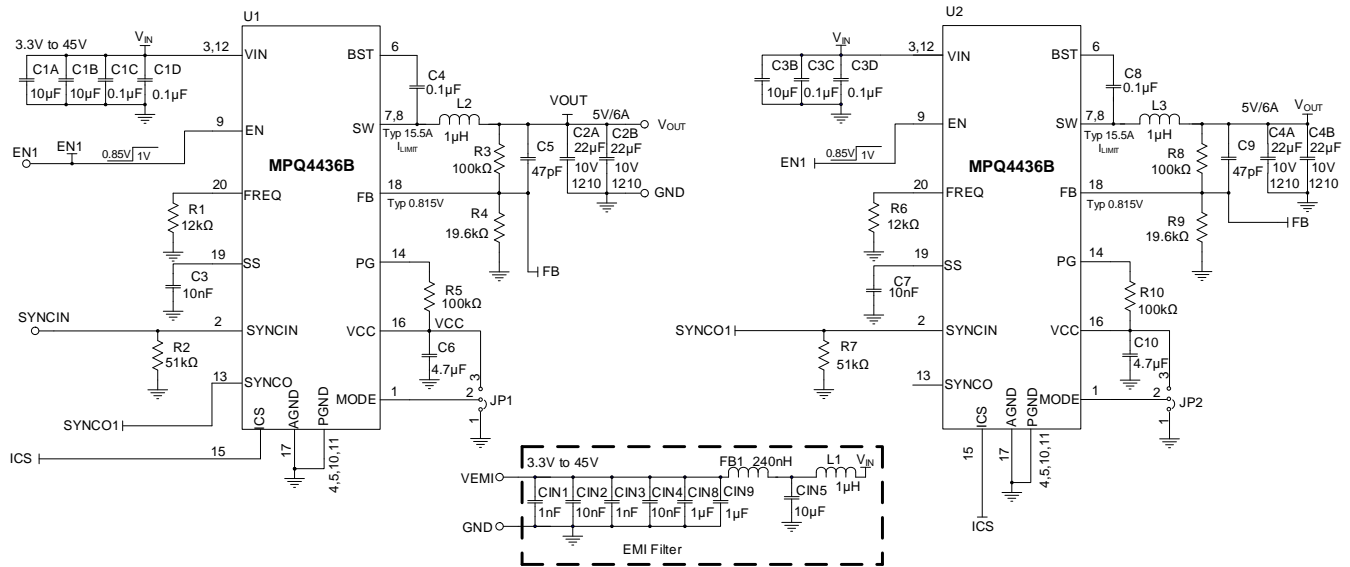 U1
3.3V to 45V
VIN
C1A
10µF
C1B
10µF
C1C
0.1µF
C1D
0.1µF
3,12
VIN
BST
6
C4
0.1µF
9
EN
EN1
EN1
0.85V
1V
MPQ4436B
7,8
SW
Typ 15.5A
ILIMIT
L2
1µH
VOUT
5V/6A
VOUT
R3
100kΩ
C5
47pF
C2A
22µF
10V
1210
C2B
22µF
10V
1210
GND
20
FREQ
R1
12kΩ
18
FB
Typ 0.815V
R4
19.6kΩ
FB
19
SS
C3
10nF
14
PG
R5
100kΩ
SYNCIN
2
SYNCIN
R2
51kΩ
16
VCC
VCC
C6
4.7µF
13
SYNCO
SYNCO1
1
MODE
3
2
1
JP1
ICS
15
ICS
AGND
PGND
17
4,5,10,11
U2
VIN
C3B
10µF
C3C
0.1µF
C3D
0.1µF
3,12
VIN
BST
6
C8
0.1µF
9
EN
EN1
0.85V
1V
MPQ4436B
7,8
SW
Typ 15.5A
ILIMIT
L3
1µH
5V/6A
VOUT
R8
100kΩ
C9
47pF
C4A
22µF
10V
1210
C4B
22µF
10V
1210
20
FREQ
R6
12kΩ
18
FB
Typ 0.815V
R9
19.6kΩ
FB
19
SS
C7
10nF
14
PG
R10
100kΩ
SYNCO1
2
SYNCIN
R7
51kΩ
16
VCC
C10
4.7µF
13
SYNCO
1
MODE
3
2
1
JP2
ICS
AGND
PGND
15
17
4,5,10,11
ICS
3.3V to 45V
VEMI
FB1 240nH
L1
1µH
VIN
CIN1
1nF
CIN2
10nF
CIN3
1nF
CIN4
10nF
CIN8
1µF
CIN9
1µF
CIN5
10µF
GND
EMI Filter